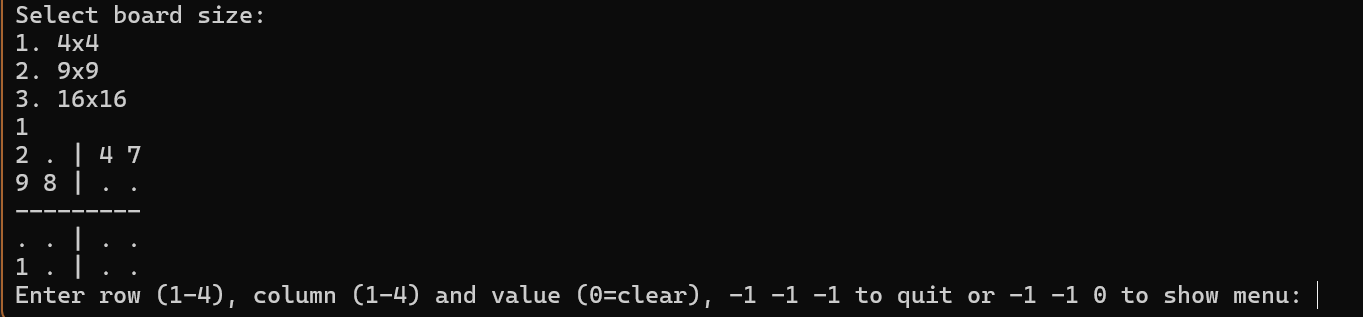 Select board size:
1. 4x4
2. 9x9
3. 16x16
1
2 . | 4 7
9 8 | . .
---------
. . | . .
1 . | . .
Enter row (1-4), column (1-4) and value (0=clear), -1 -1 -1 to quit or -1 -1 0 to show menu: